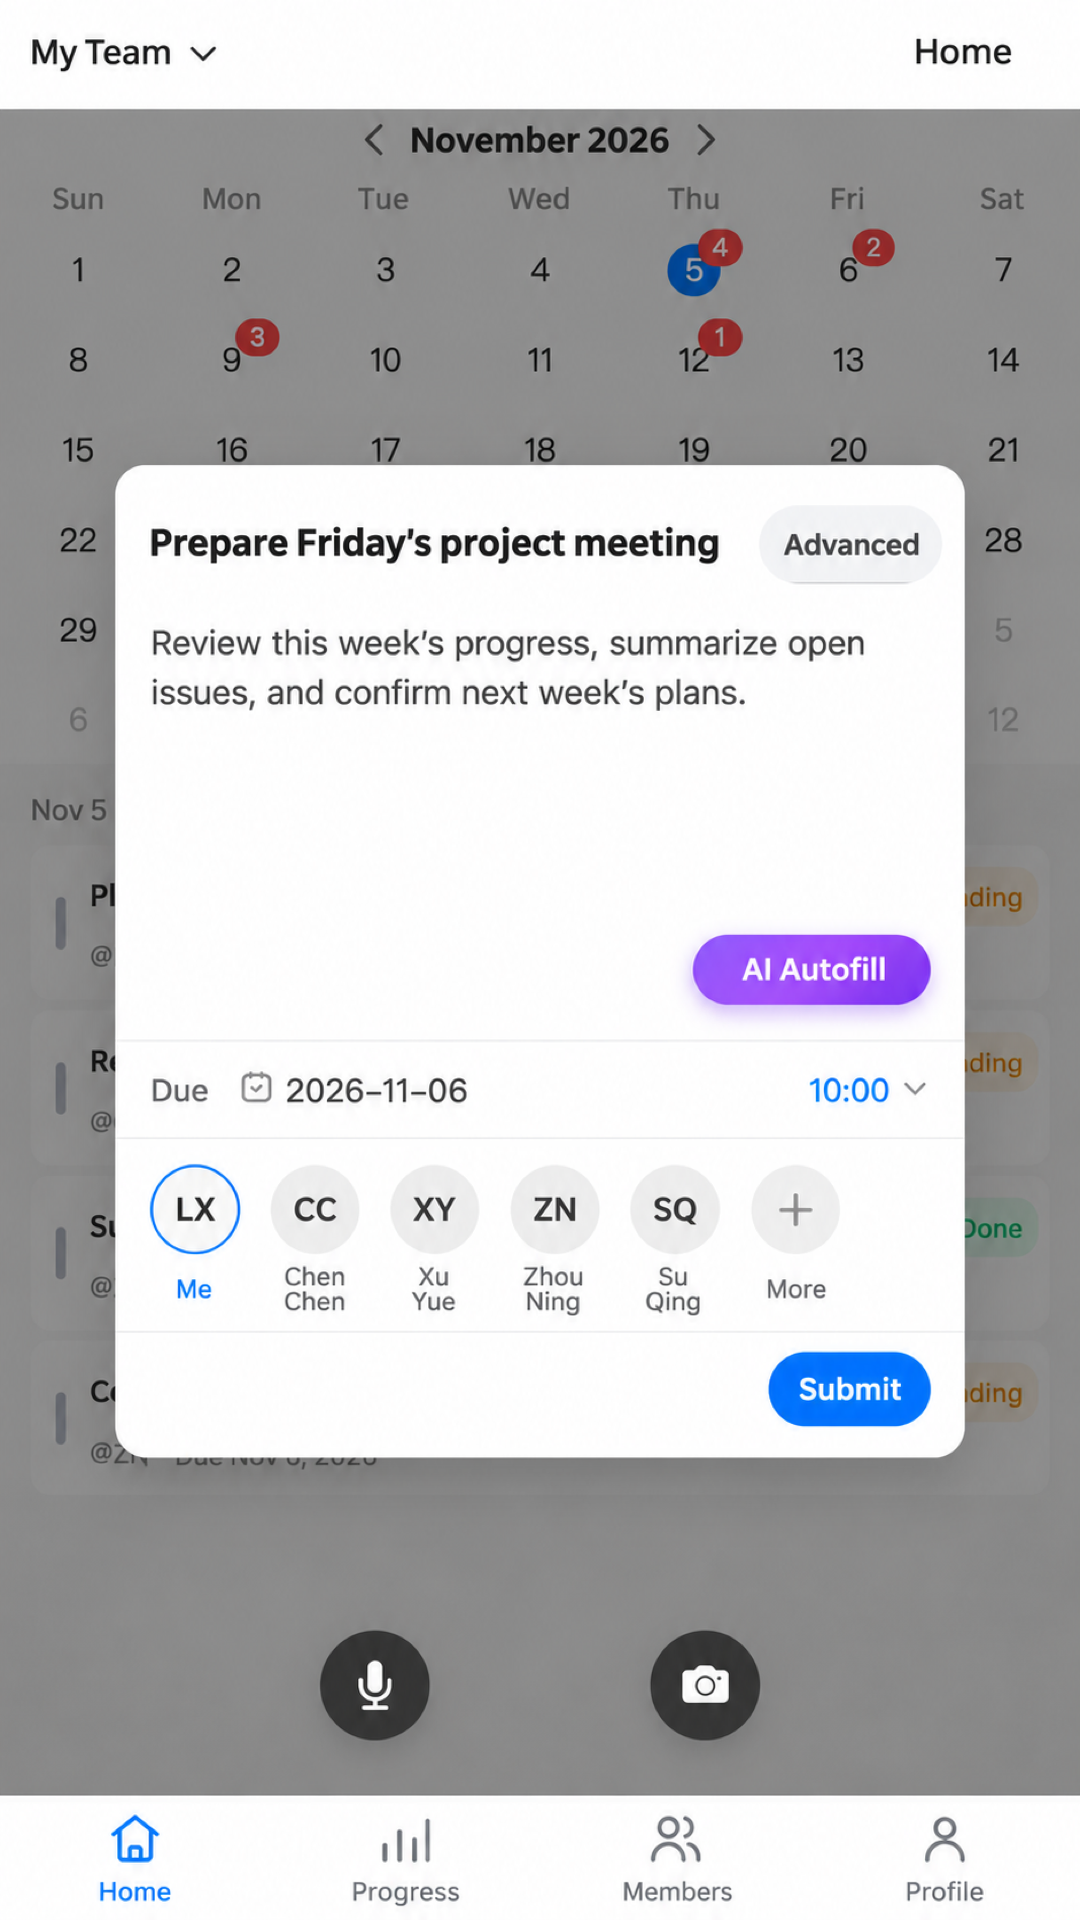 My Team
Home
November 2026
Sun Mon Tue Wed Thu Fri Sat
1 2 3 4 5 4 6 2 7
8 9 3 10 11 12 1 13 14
15 16 17 18 19 20 21
22 28
29 5
6 12
Prepare Friday's project meeting
Advanced
Review this week's progress, summarize open
issues, and confirm next week's plans.
AI Autofill
Nov 5
Due 2026-11-06 10:00
LX CC XY ZN SQ
Me
Chen
Chen
Xu
Yue
Zhou
Ning
Su
Qing
More
Submit
Done
Home
Progress
Members
Profile